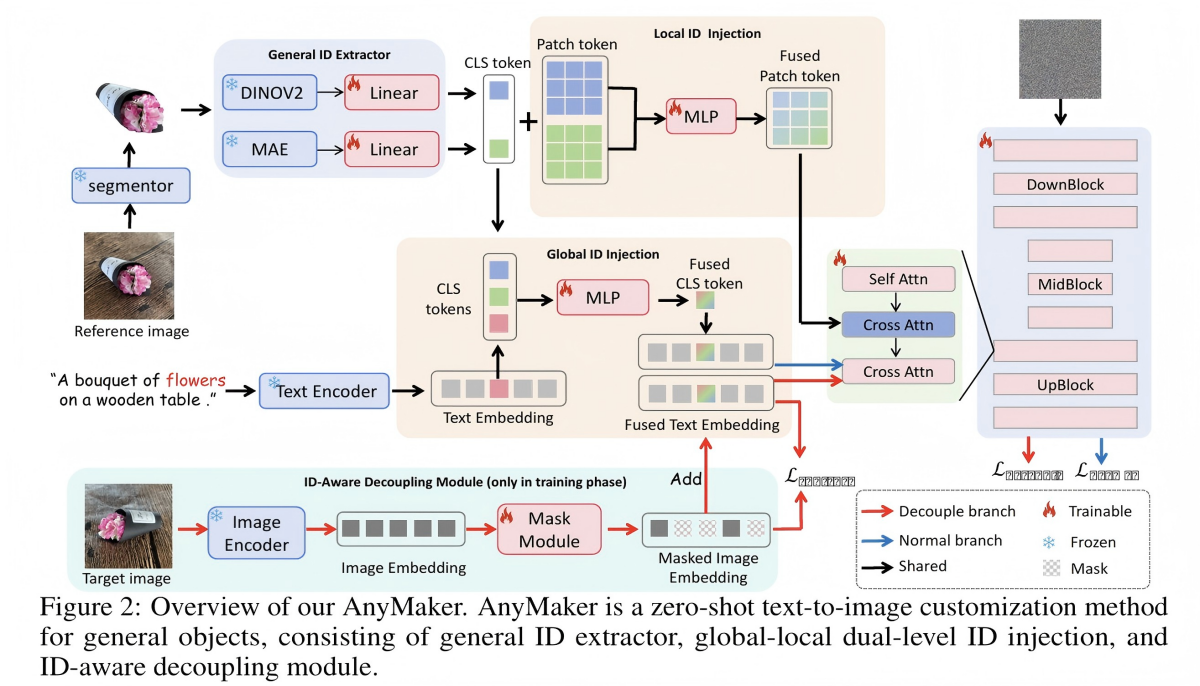 General ID Extractor
DINOV2
Linear
MAE
Linear
CLS token
Local ID Injection
Patch token
MLP
Fused
Patch token
segmentor
Reference image
"A bouquet of flowers
on a wooden table ."
Text Encoder
Global ID Injection
CLS
tokens
MLP
Fused
CLS token
Text Embedding
Fused Text Embedding
Self Attn
Cross Attn
Cross Attn
DownBlock
MidBlock
UpBlock
ID-Aware Decoupling Module (only in training phase)
Target image
Image
Encoder
Image Embedding
Mask
Module
Add
Masked Image
Embedding
ℒ
ℒ
ℒ
Decouple branch
Normal branch
Shared
Trainable
Frozen
Mask
Figure 2: Overview of our AnyMaker. AnyMaker is a zero-shot text-to-image customization method
for general objects, consisting of general ID extractor, global-local dual-level ID injection, and
ID-aware decoupling module.